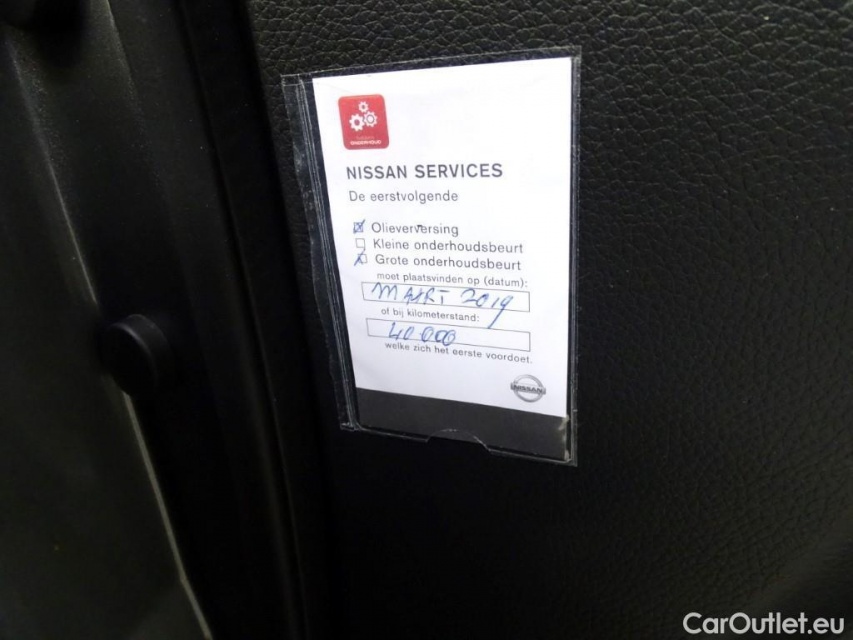 NISSAN SERVICES
De eerstvolgende
Olieverversing
Kleine onderhoudsbeurt
Grote onderhoudsbeurt
moet plaatsvinden op (datum):
MAART 2019
of bij kilometerstand:
40 000
welke zich het eerste voordoet.
NISSAN
CarOutlet.eu